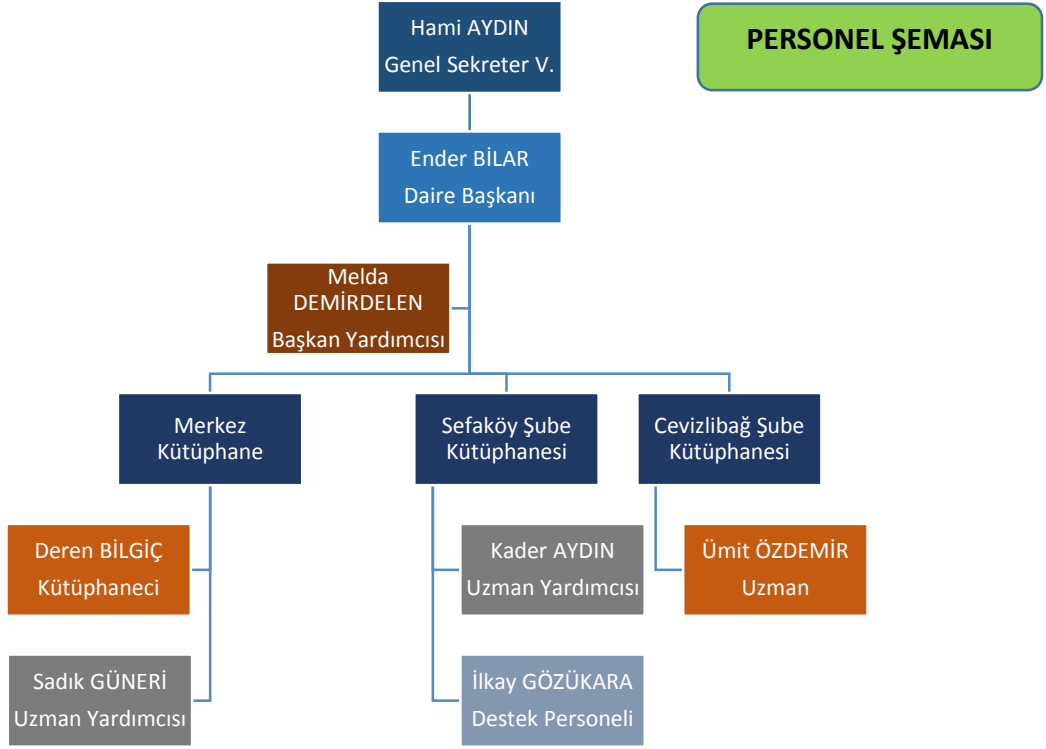 Hami AYDIN
Genel Sekreter V.
PERSONEL ŞEMASI
Ender BİLAR
Daire Başkanı
Melda
DEMİRDELEN
Başkan Yardımcısı
Merkez
Kütüphane
Sefaköy Şube
Kütüphanesi
Cevizlibağ Şube
Kütüphanesi
Deren BİLGİÇ
Kütüphaneci
Kader AYDIN
Uzman Yardımcısı
Ümit ÖZDEMİR
Uzman
Sadık GÜNERİ
Uzman Yardımcısı
İlkay GÖZÜKARA
Destek Personeli